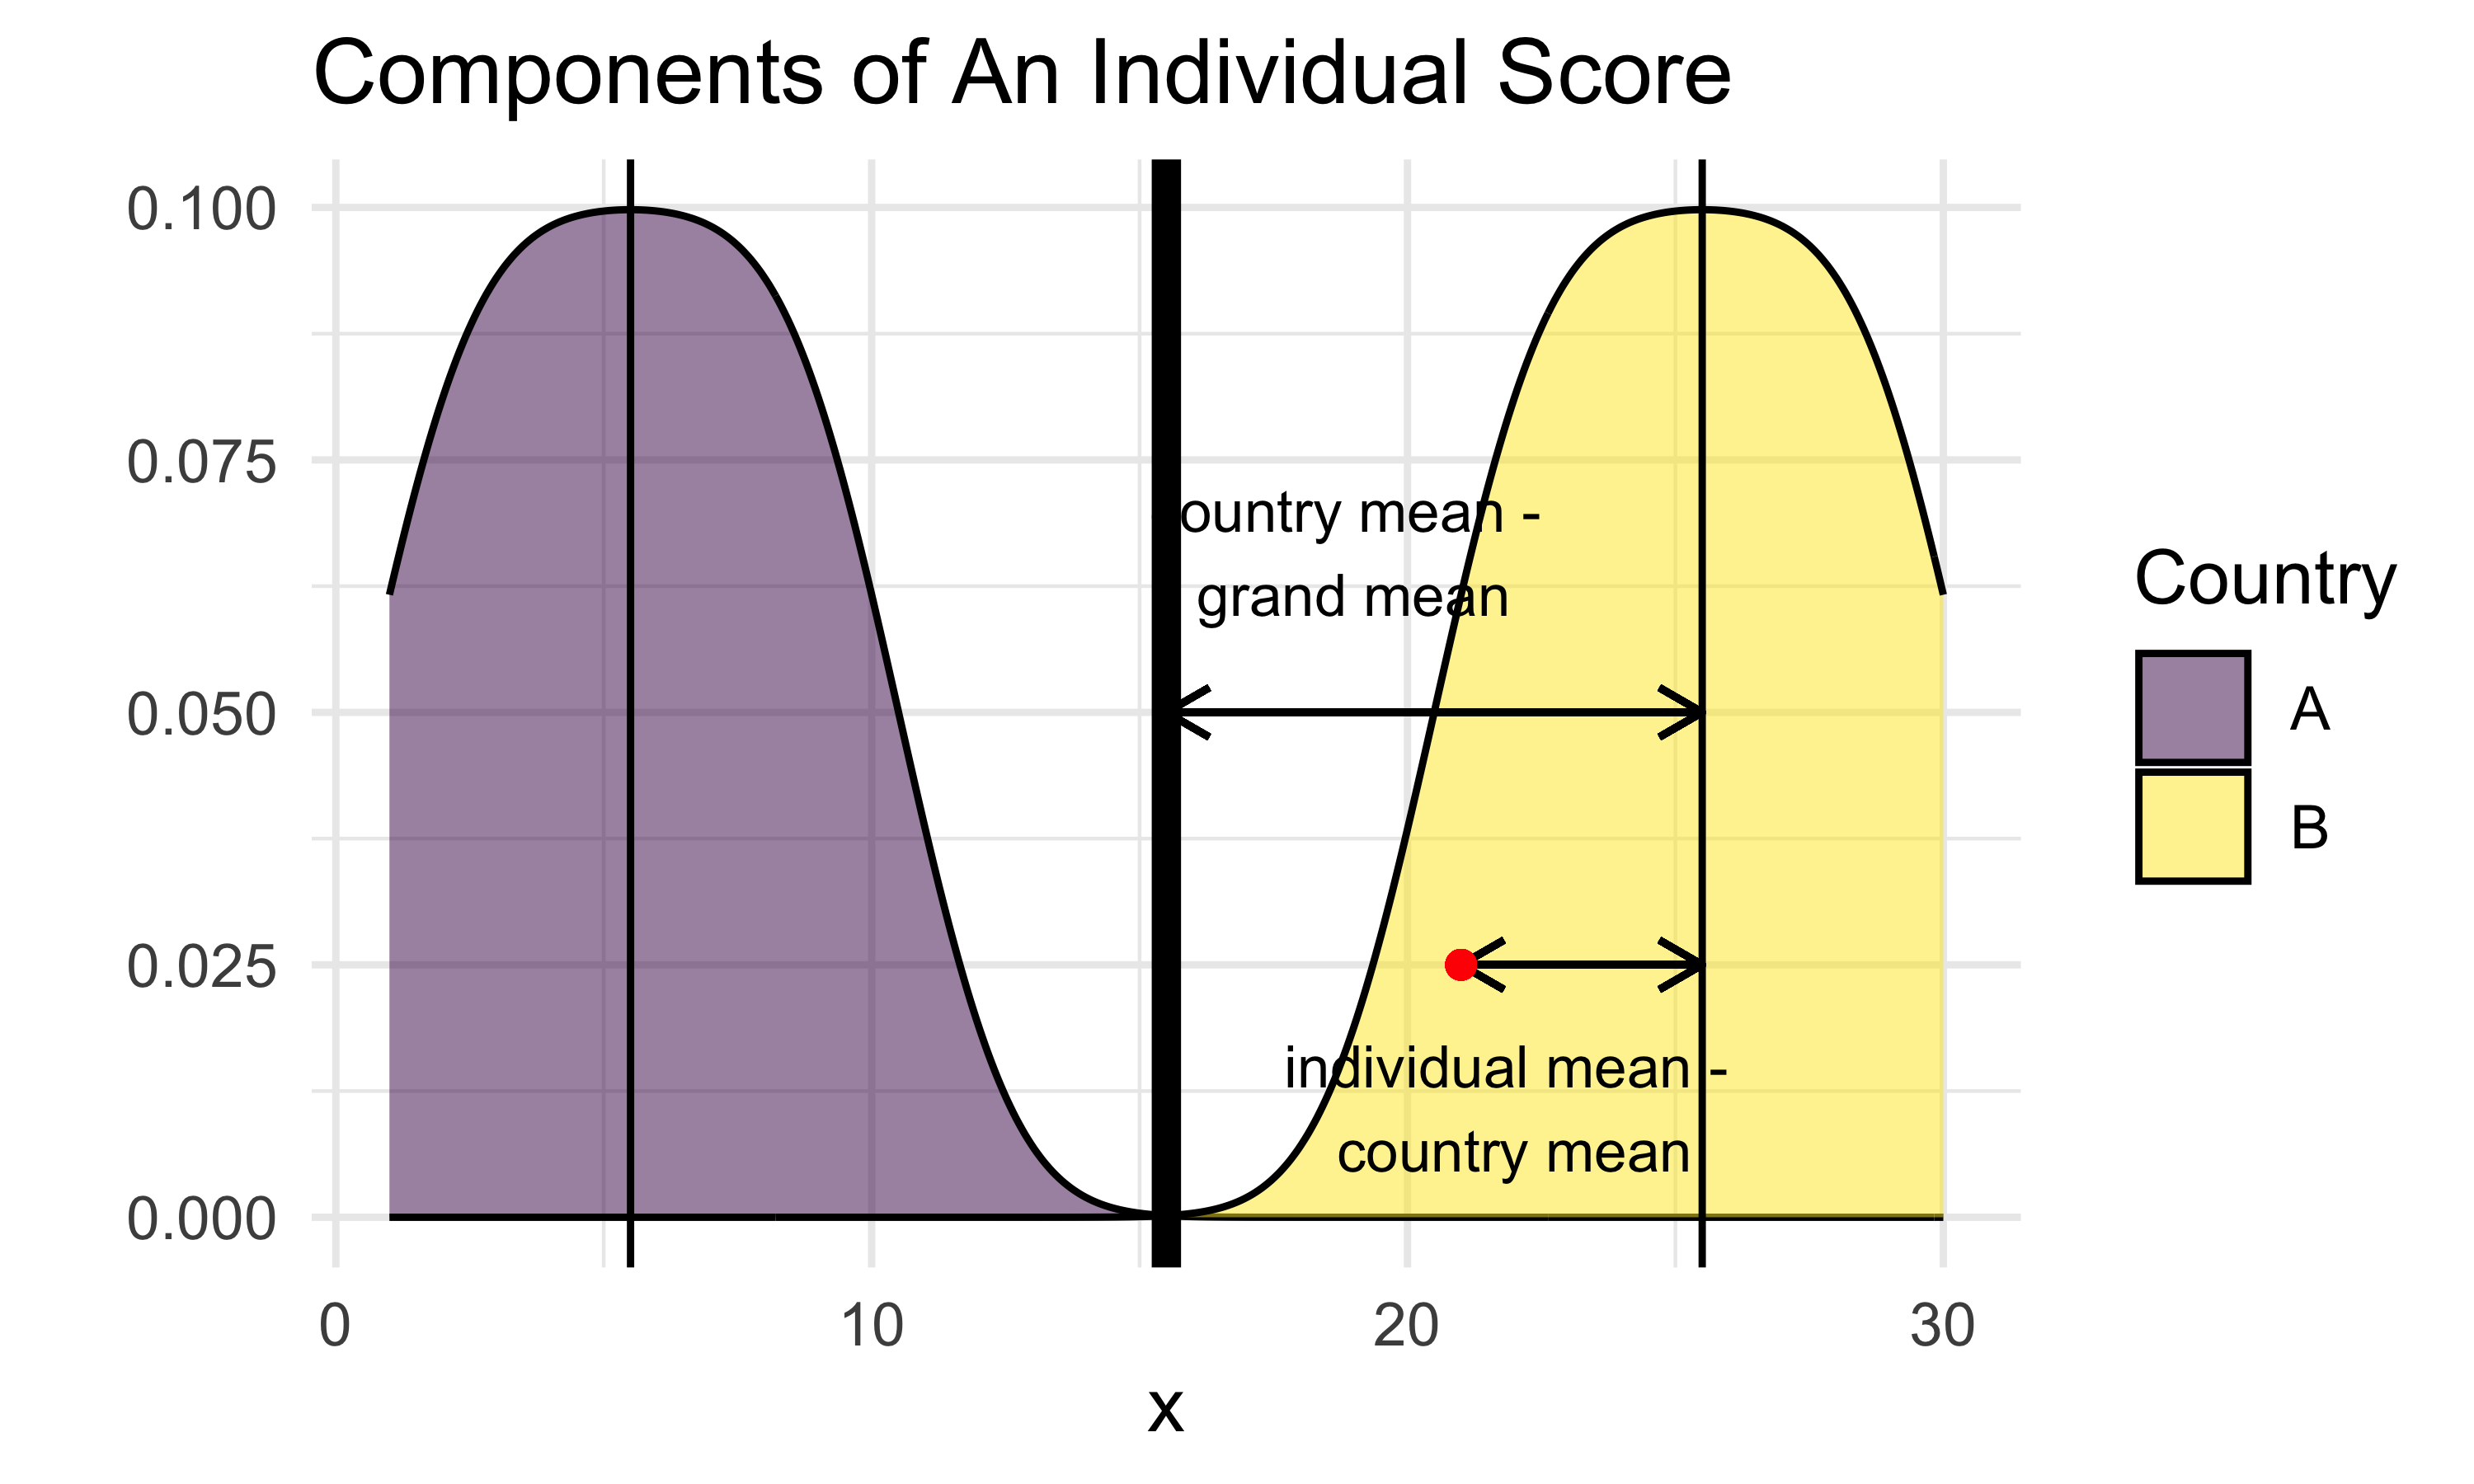 Components of An Individual Score
0.100
0.075
0.050
0.025
0.000
ountry mean -
grand mean
individual mean -
country mean
0 10 20 30
x
Country
A
B